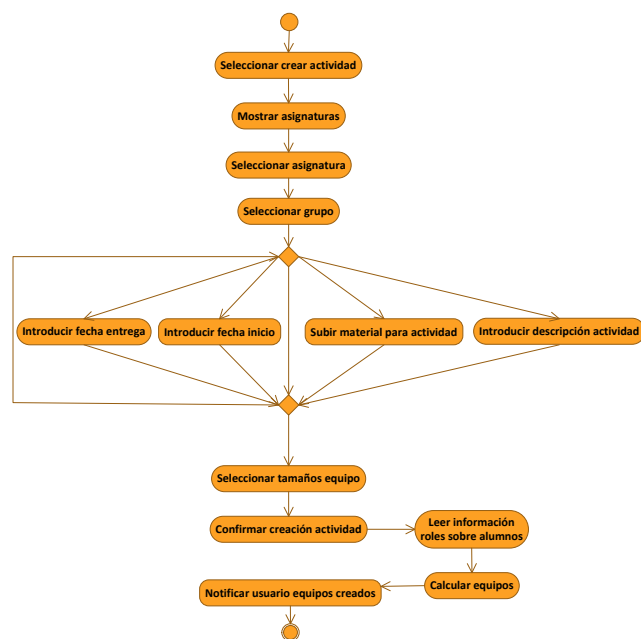 Seleccionar crear actividad
Mostrar asignaturas
Seleccionar asignatura
Seleccionar grupo
Introducir fecha entrega
Introducir fecha inicio
Subir material para actividad
Introducir descripción actividad
Seleccionar tamaños equipo
Confirmar creación actividad
Leer información
roles sobre alumnos
Calcular equipos
Notificar usuario equipos creados